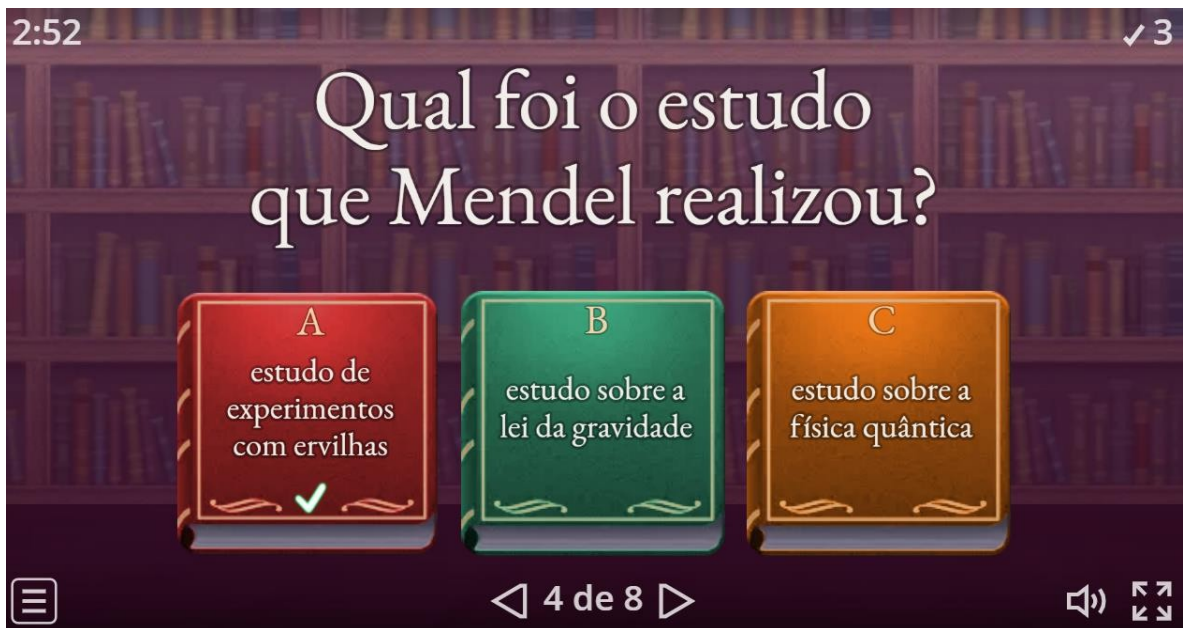 2:52
✓ 3
Qual foi o estudo
que Mendel realizou?
A
estudo de
experimentos
com ervilhas
B
estudo sobre a
lei da gravidade
C
estudo sobre a
física quântica
4 de 8